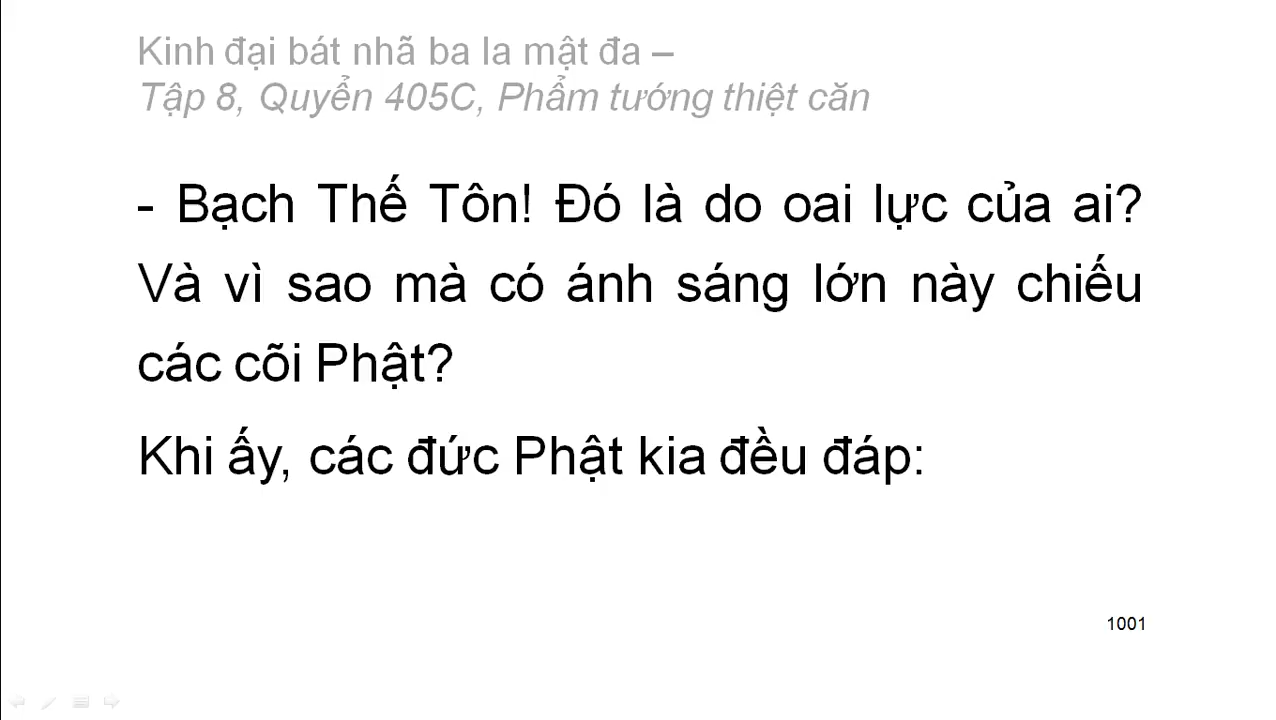 Kinh đại bát nhã ba la mật đa –
Tập 8, Quyển 405C, Phẩm tướng thiệt căn
- Bạch Thế Tôn! Đó là do oai lực của ai?
Và vì sao mà có ánh sáng lớn này chiếu
các cõi Phật?
Khi ấy, các đức Phật kia đều đáp:
1001